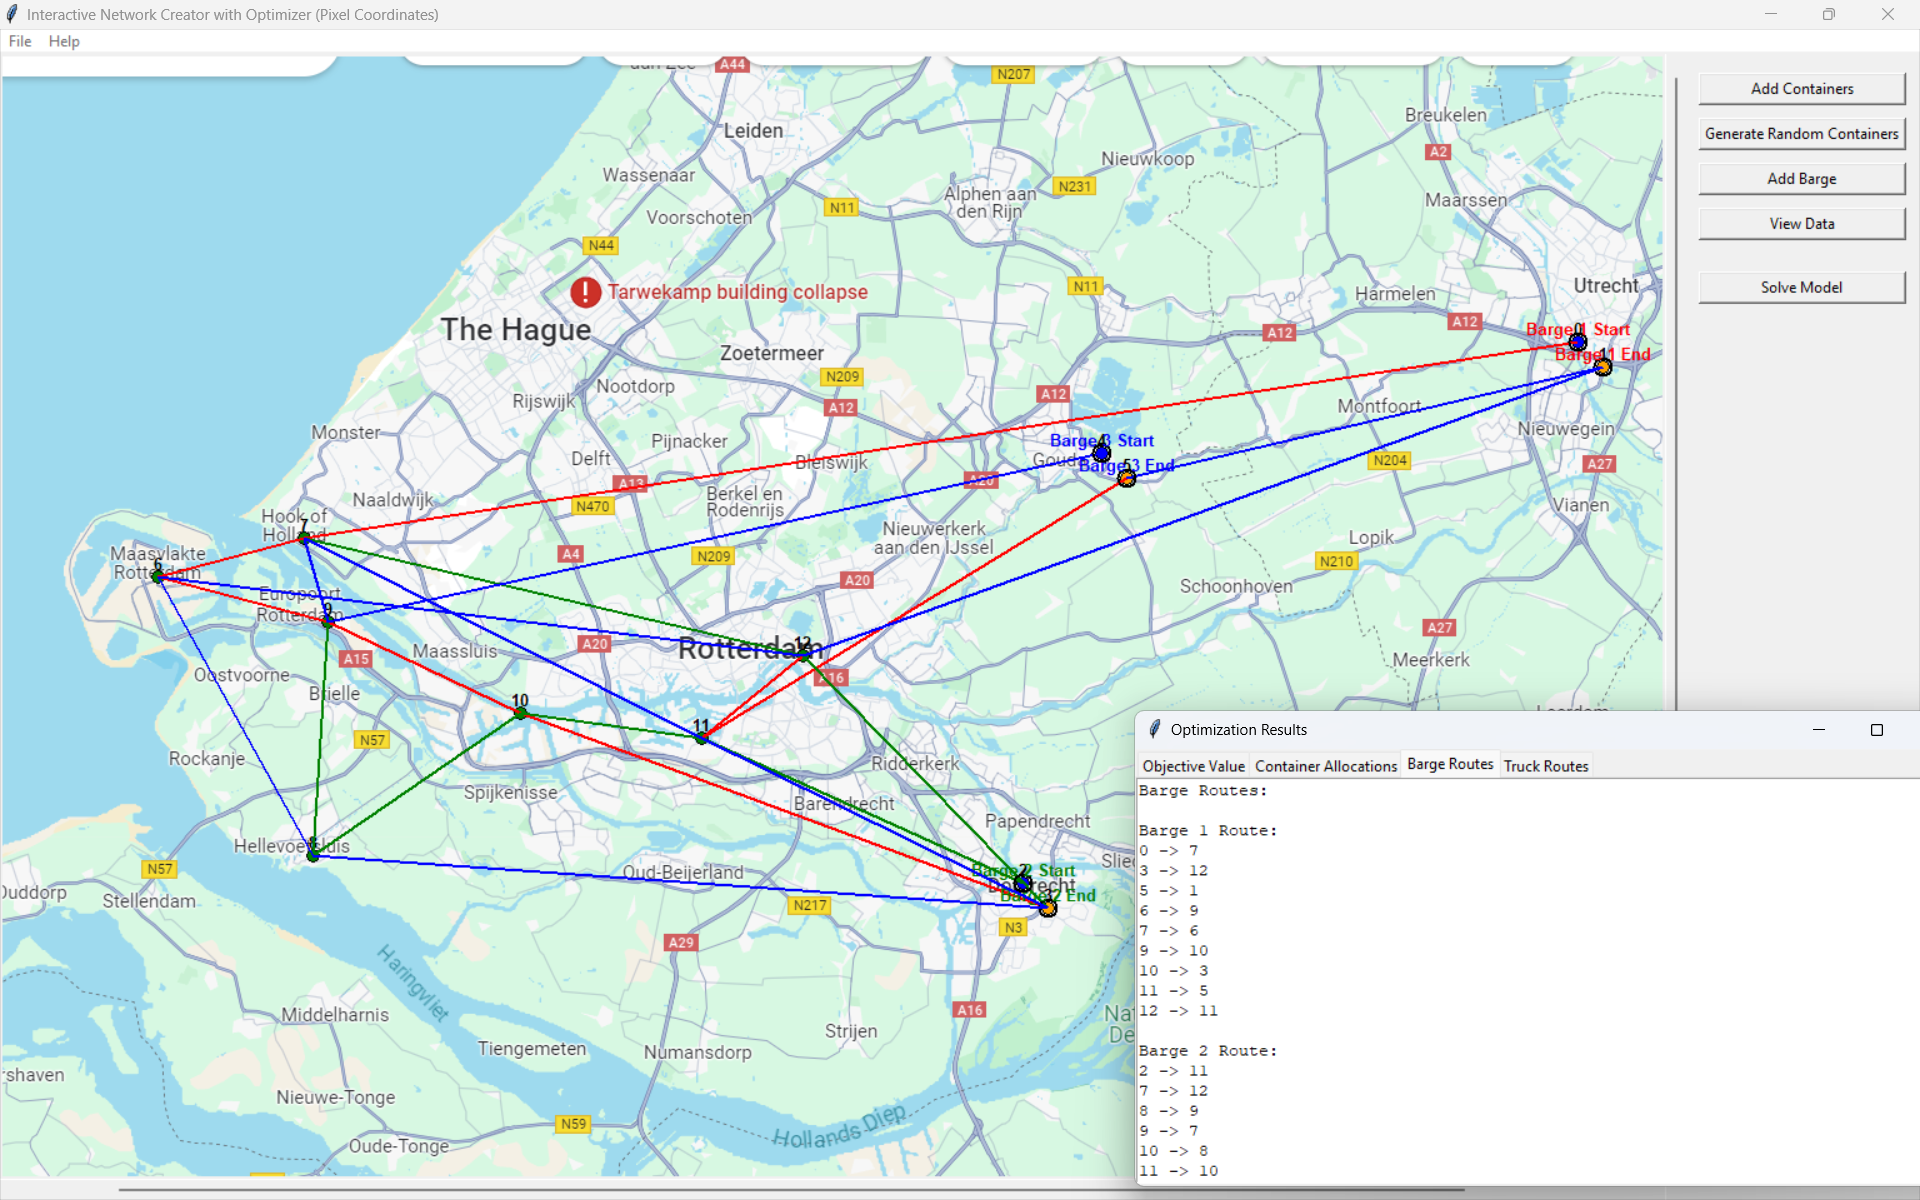 Interactive Network Creator with Optimizer (Pixel Coordinates)
File Help
Add Containers
Generate Random Containers
Add Barge
View Data
Solve Model
A44
N207
Leiden
Breukelen
A2
Nieuwkoop
Wassenaar
N231
Alphen aan
den Rijn
Maarssen
N11
Voorschoten
N44
Tarwekamp building collapse
N11
Harmelen
Utrecht
The Hague
A12
A12
Barge 1 Start
0
Zoetermeer
Barge 1 End
1
Nootdorp
N209
A12
A12
Rijswijk
Montfoort
Monster
Pijnacker
Barge 3 Start
4
Nieuwegein
Delft
Bleiswijk
Barge 3 End
5
N204
A27
A13
A20
Naaldwijk
N470
Berkel en
Rodenrijs
Vianen
Hook of
Holland
7
Nieuwerkerk
aan den IJssel
Lopik
Maasvlakte
Rotterdam
6
A4
N209
N210
A20
Schoonhoven
Europoort
Rotterdam
9
A27
Maassluis
A20
Rotterdam
12
A15
Meerkerk
Oostvoorne
A16
Brielle
10
11
N57
Rockanje
Ridderkerk
Spijkenisse
Barendrecht
Papendrecht
Hellevoetsluis
N57
Oud-Beijerland
Barge 2 Start
2
Dordrecht
Barge 2 End
Stellendam
N217
N3
A29
Haringvliet
A16
Middelharnis
Strijen
Tiengemeten
Numansdorp
Nieuwe-Tonge
N59
Hollands Diep
Oude-Tonge
Optimization Results
Objective Value Container Allocations Barge Routes Truck Routes
Barge Routes:
Barge 1 Route:
0 -> 7
3 -> 12
5 -> 1
6 -> 9
7 -> 6
9 -> 10
10 -> 3
11 -> 5
12 -> 11
Barge 2 Route:
2 -> 11
7 -> 12
8 -> 9
9 -> 7
10 -> 8
11 -> 10